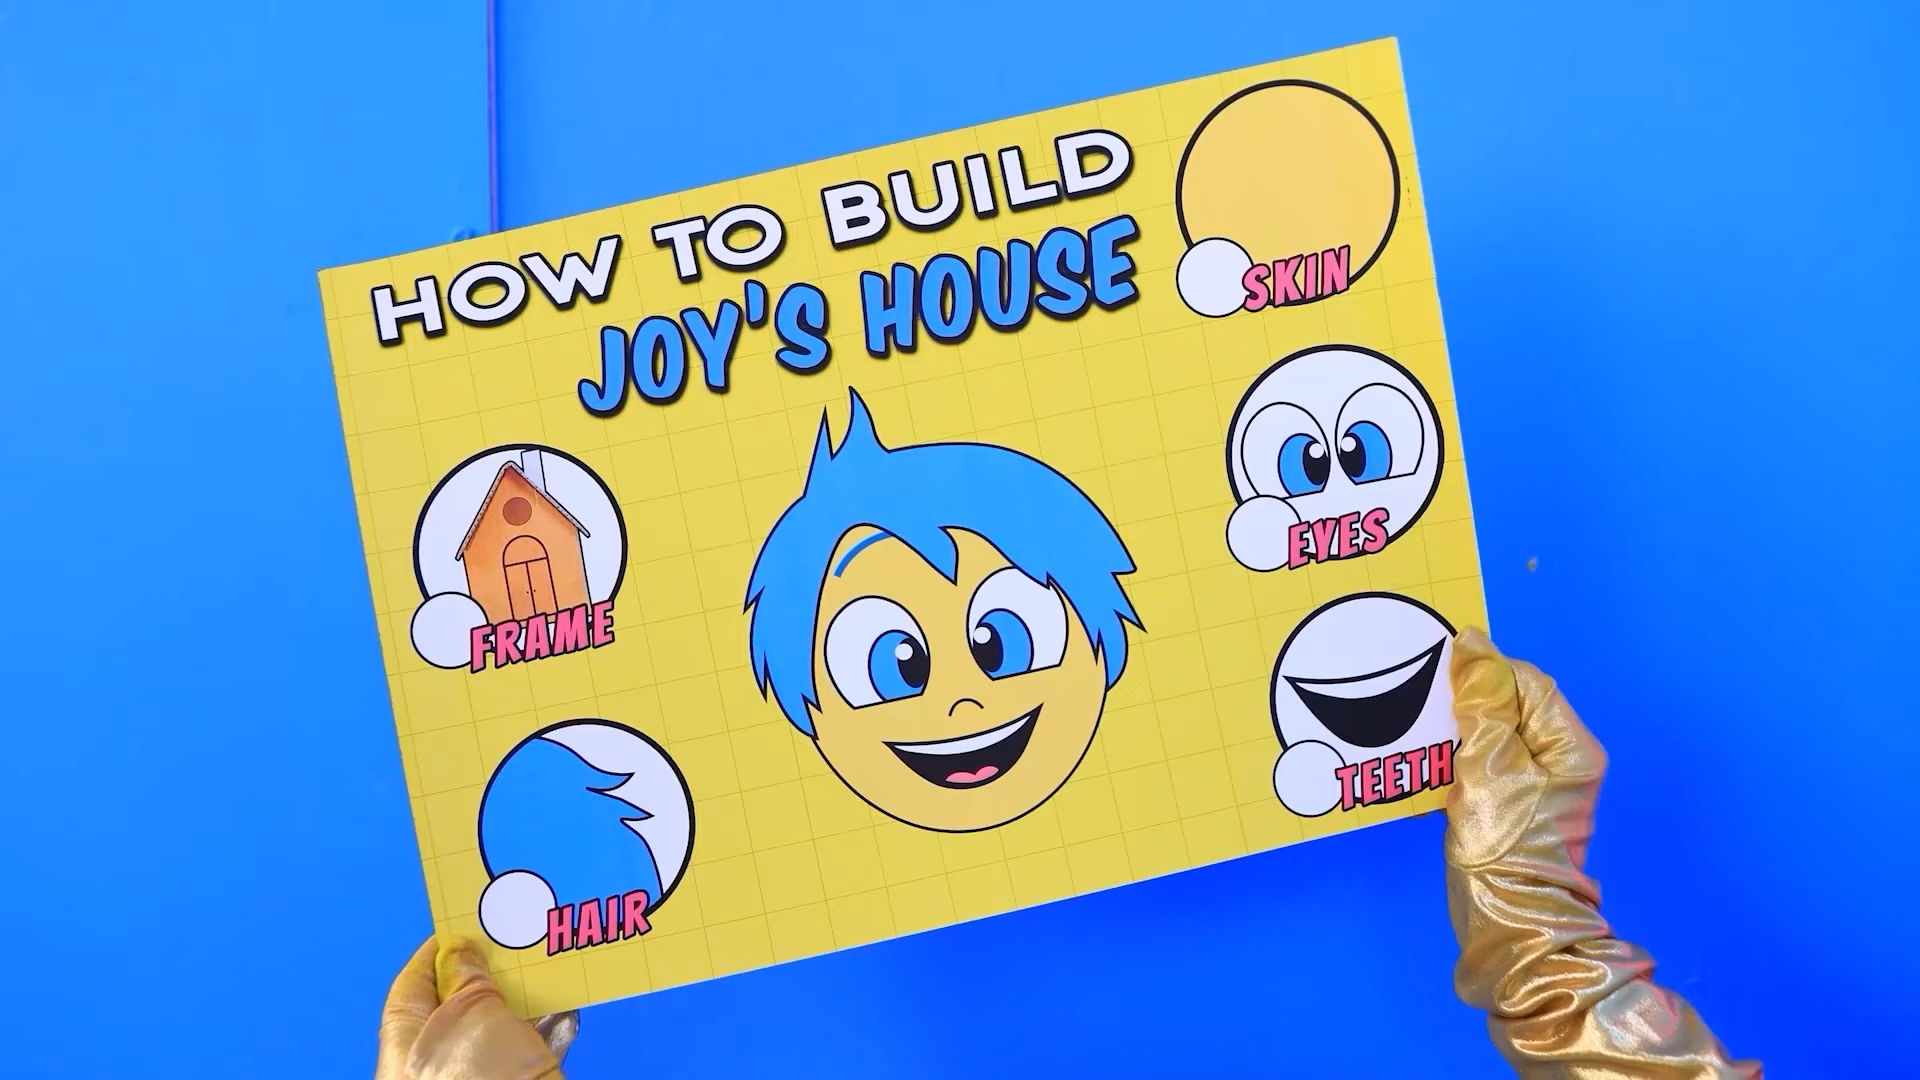 HOW TO BUILD
JOY'S HOUSE
SKIN
FRAME
EYES
HAIR
TEETH